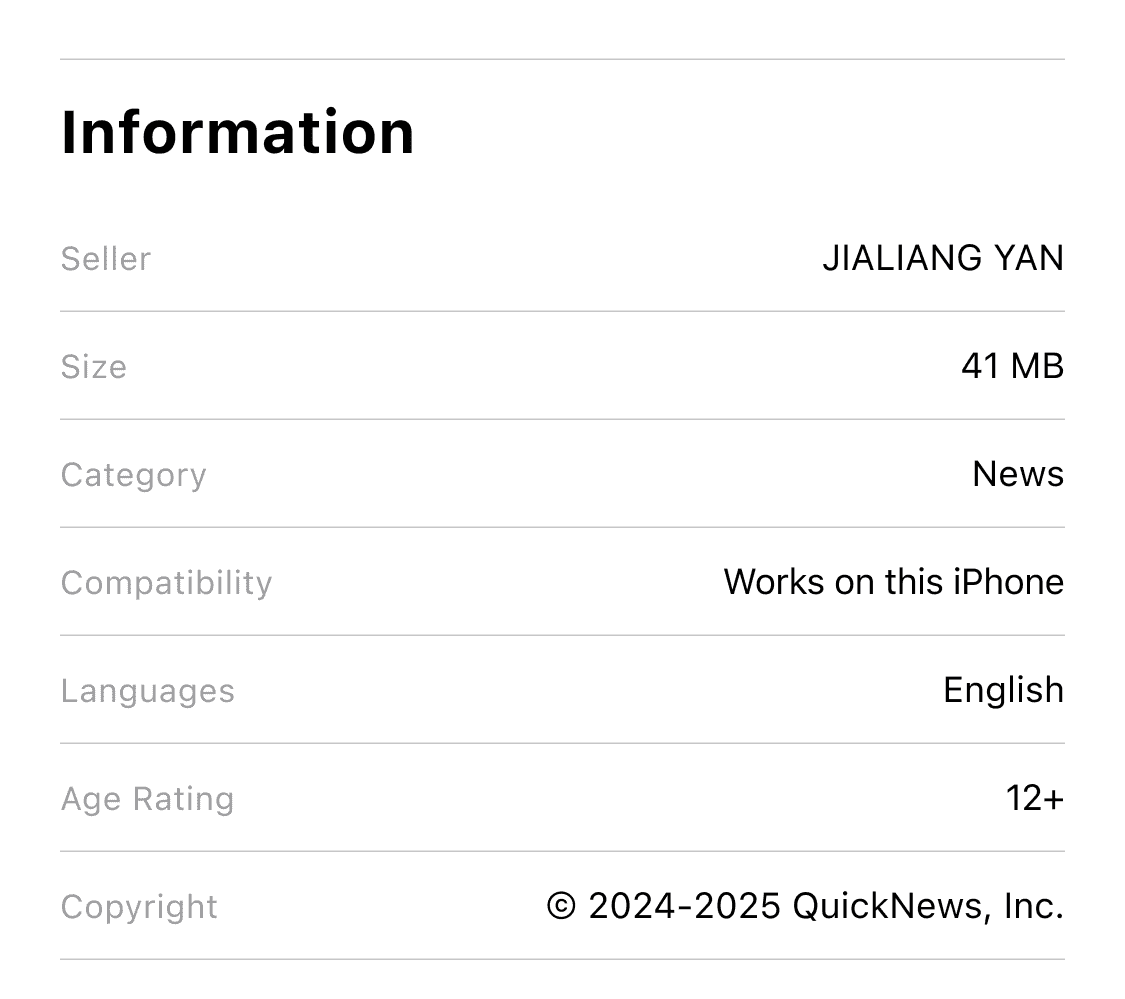 Information
Seller JIALIANG YAN
Size 41 MB
Category News
Compatibility Works on this iPhone
Languages English
Age Rating 12+
Copyright © 2024-2025 QuickNews, Inc.